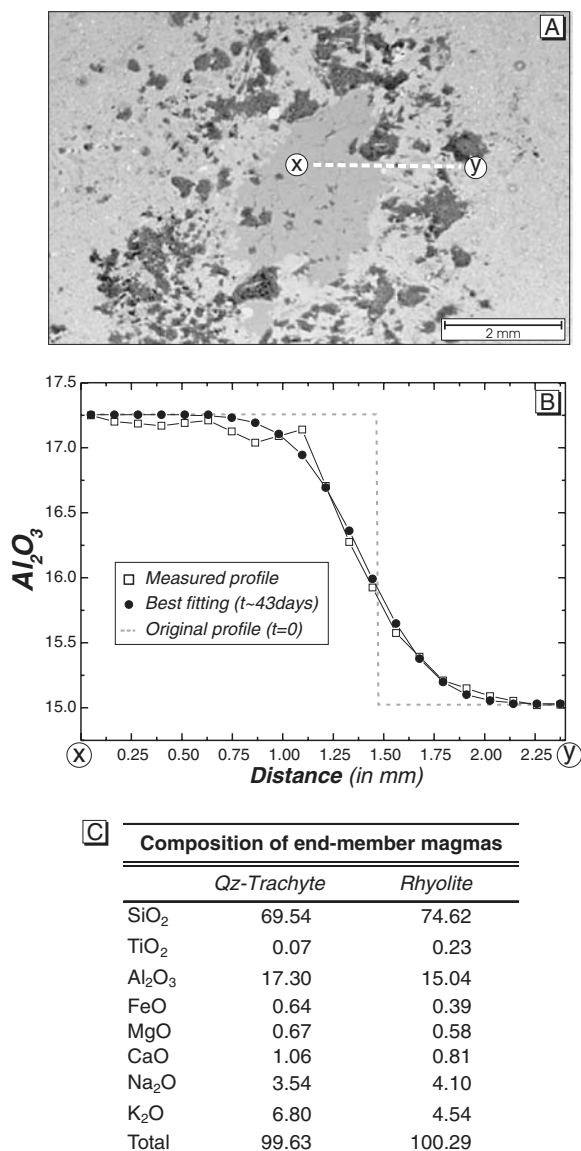 A
x
y
2 mm
B
17.5
17.0
16.5
16.0
15.5
15.0
Al2O3
Measured profile
Best fitting (t~43days)
Original profile (t=0)
0.25 0.50 0.75 1.00 1.25 1.50 1.75 2.00 2.25
x
y
Distance (in mm)
C
Composition of end-member magmas
Qz-Trachyte Rhyolite
SiO2 69.54 74.62
TiO2 0.07 0.23
Al2O3 17.30 15.04
FeO 0.64 0.39
MgO 0.67 0.58
CaO 1.06 0.81
Na2O 3.54 4.10
K2O 6.80 4.54
Total 99.63 100.29